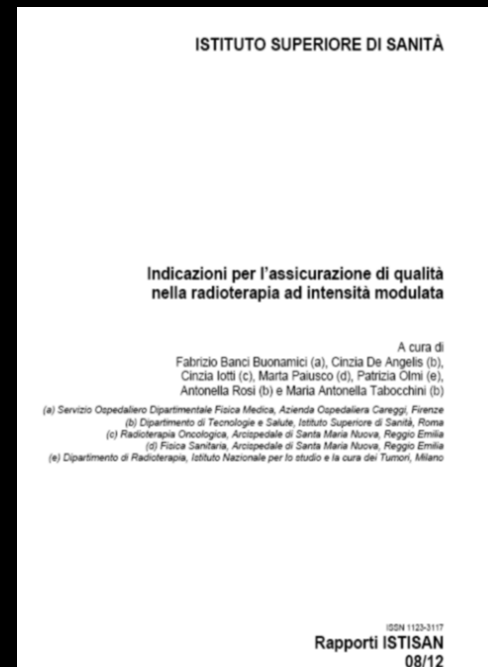 ISTITUTO SUPERIORE DI SANITÀ
Indicazioni per l'assicurazione di qualità
nella radioterapia ad intensità modulata
A cura di
Fabrizio Banci Buonamici (a), Cinzia De Angelis (b),
Cinzia Iotti (c), Marta Paiusco (d), Patrizia Olmi (e),
Antonella Rosi (b) e Maria Antonella Tabocchini (b)
(a) Servizio Ospedaliero Dipartimentale Fisica Medica, Azienda Ospedaliera Careggi, Firenze
(b) Dipartimento di Tecnologie e Salute, Istituto Superiore di Sanità, Roma
(c) Radioterapia Oncologica, Arcispedale di Santa Maria Nuova, Reggio Emilia
(d) Fisica Sanitaria, Arcispedale di Santa Maria Nuova, Reggio Emilia
(e) Dipartimento di Radioterapia, Istituto Nazionale per lo studio e la cura dei Tumori, Milano
ISSN 1123-3117
Rapporti ISTISAN
08/12